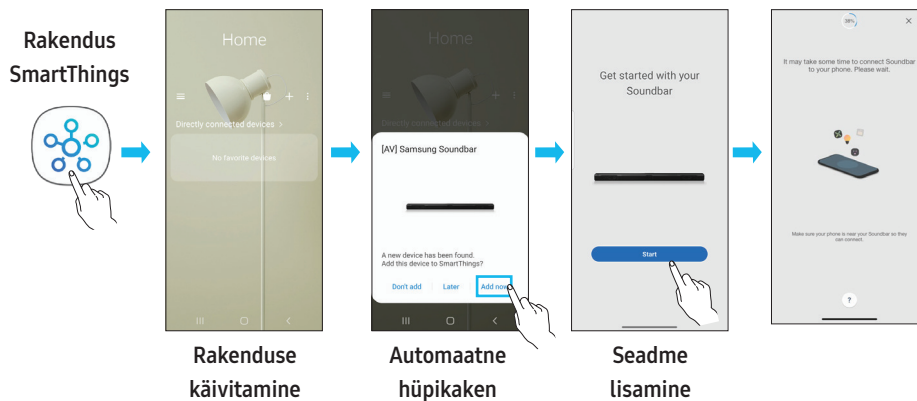 Rakendus
SmartThings
Home
Directly connected devices >
No favorite devices
Rakenduse
käivitamine
Home
Directly connected devices >
[AV] Samsung Soundbar
A new device has been found.
Add this device to SmartThings?
Don't add Later Add now
Automaatne
hüpikaken
Get started with your
Soundbar
Start
Seadme
lisamine
38%
It may take some time to connect Soundbar
to your phone. Please wait.
Make sure your phone is near your Soundbar so they
can connect.
?